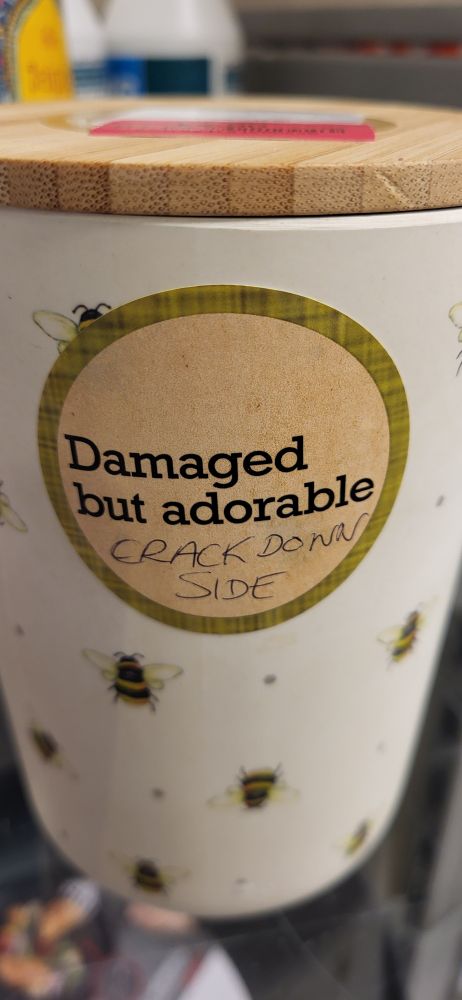 Damaged
but adorable
CRACK DOWN
SIDE